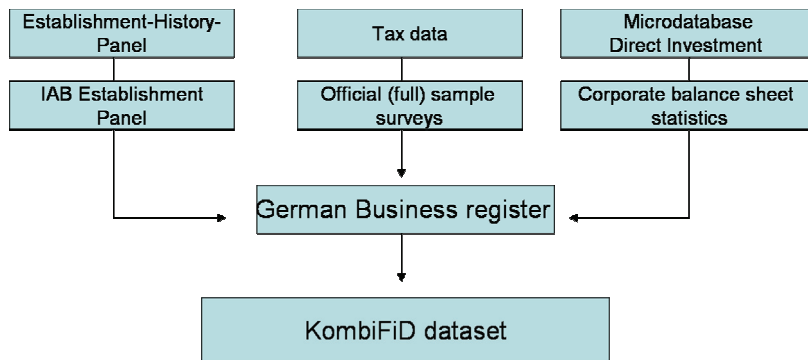 Establishment-History-
Panel
Tax data
Microdatabase
Direct Investment
IAB Establishment
Panel
Official (full) sample
surveys
Corporate balance sheet
statistics
German Business register
KombiFiD dataset